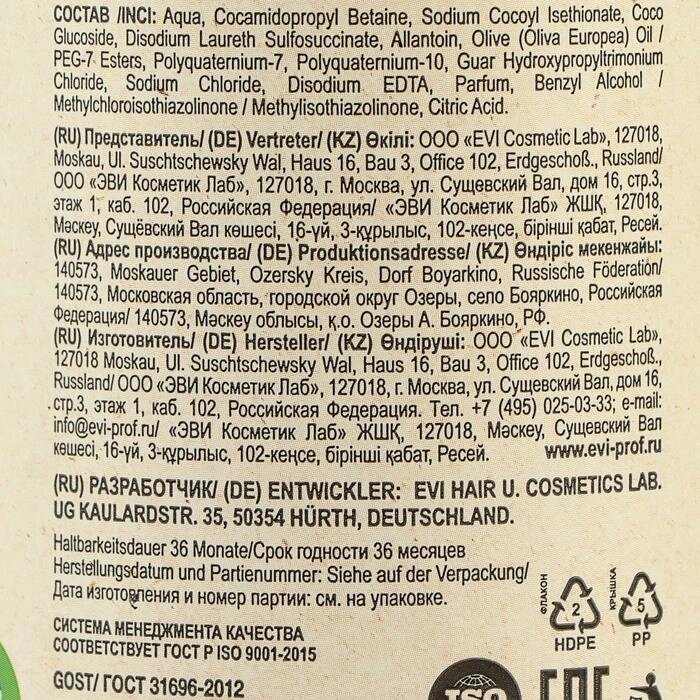 СОСТАВ /INCI: Aqua, Cocamidopropyl Betaine, Sodium Cocoyl Isethionate, Coco
Glucoside, Disodium Laureth Sulfosuccinate, Allantoin, Olive (Oliva Europea) Oil /
PEG-7 Esters, Polyquaternium-7, Polyquaternium-10, Guar Hydroxypropyltrimonium
Chloride, Sodium Chloride, Disodium EDTA, Parfum, Benzyl Alcohol /
Methylchloroisothiazolinone / Methylisothiazolinone, Citric Acid.
(RU) Представитель/ (DE) Vertreter/ (KZ) Өкілі: ООО «EVI Cosmetic Lab», 127018,
Moskau, Ul. Suschtschewsky Wal, Haus 16, Bau 3, Office 102, Erdgeschoß., Russland/
ООО «ЭВИ Косметик Лаб», 127018, г. Москва, ул. Сущевский Вал, дом 16, стр.3,
этаж 1, каб. 102, Российская Федерация/ «ЭВИ Косметик Лаб» ЖШҚ, 127018,
Мәскеу, Сущёвский Вал көшесі, 16-үй, 3-құрылыс, 102-кеңсе, бірінші қабат, Ресей.
(RU) Адрес производства/ (DE) Produktionsadresse/ (KZ) Өндіріс мекенжайы:
140573, Moskauer Gebiet, Ozersky Kreis, Dorf Boyarkino, Russische Föderation/
140573, Московская область, городской округ Озеры, село Бояркино, Российская
Федерация/ 140573, Мәскеу облысы, қ.о. Озеры А. Бояркино, РФ.
(RU) Изготовитель/ (DE) Hersteller/ (KZ) Өндіруші: ООО «EVI Cosmetic Lab»,
127018 Moskau, Ul. Suschtschewsky Wal, Haus 16, Bau 3, Office 102, Erdgeschoß.,
Russland/ ООО «ЭВИ Косметик Лаб», 127018, г. Москва, ул. Сущевский Вал, дом 16,
стр.3, этаж 1, каб. 102, Российская Федерация. Тел. +7 (495) 025-03-33; e-mail:
info@evi-prof.ru/ «ЭВИ Косметик Лаб» ЖШҚ, 127018, Мәскеу, Сущевский Вал
көшесі, 16-үй, 3-құрылыс, 102-кеңсе, бірінші қабат, Ресей. www.evi-prof.ru
(RU) РАЗРАБОТЧИК/ (DE) ENTWICKLER: EVI HAIR U. COSMETICS LAB.
UG KAULARDSTR. 35, 50354 HÜRTH, DEUTSCHLAND.
Haltbarkeitsdauer 36 Monate/Срок годности 36 месяцев
Herstellungsdatum und Partienummer: Siehe auf der Verpackung/
Дата изготовления и номер партии: см. на упаковке.
ФЛАКОН
2
HDPE
КРЫШКА
5
PP
СИСТЕМА МЕНЕДЖМЕНТА КАЧЕСТВА
СООТВЕТСТВУЕТ ГОСТ Р ISO 9001-2015
GOST/ ГОСТ 31696-2012
ISO